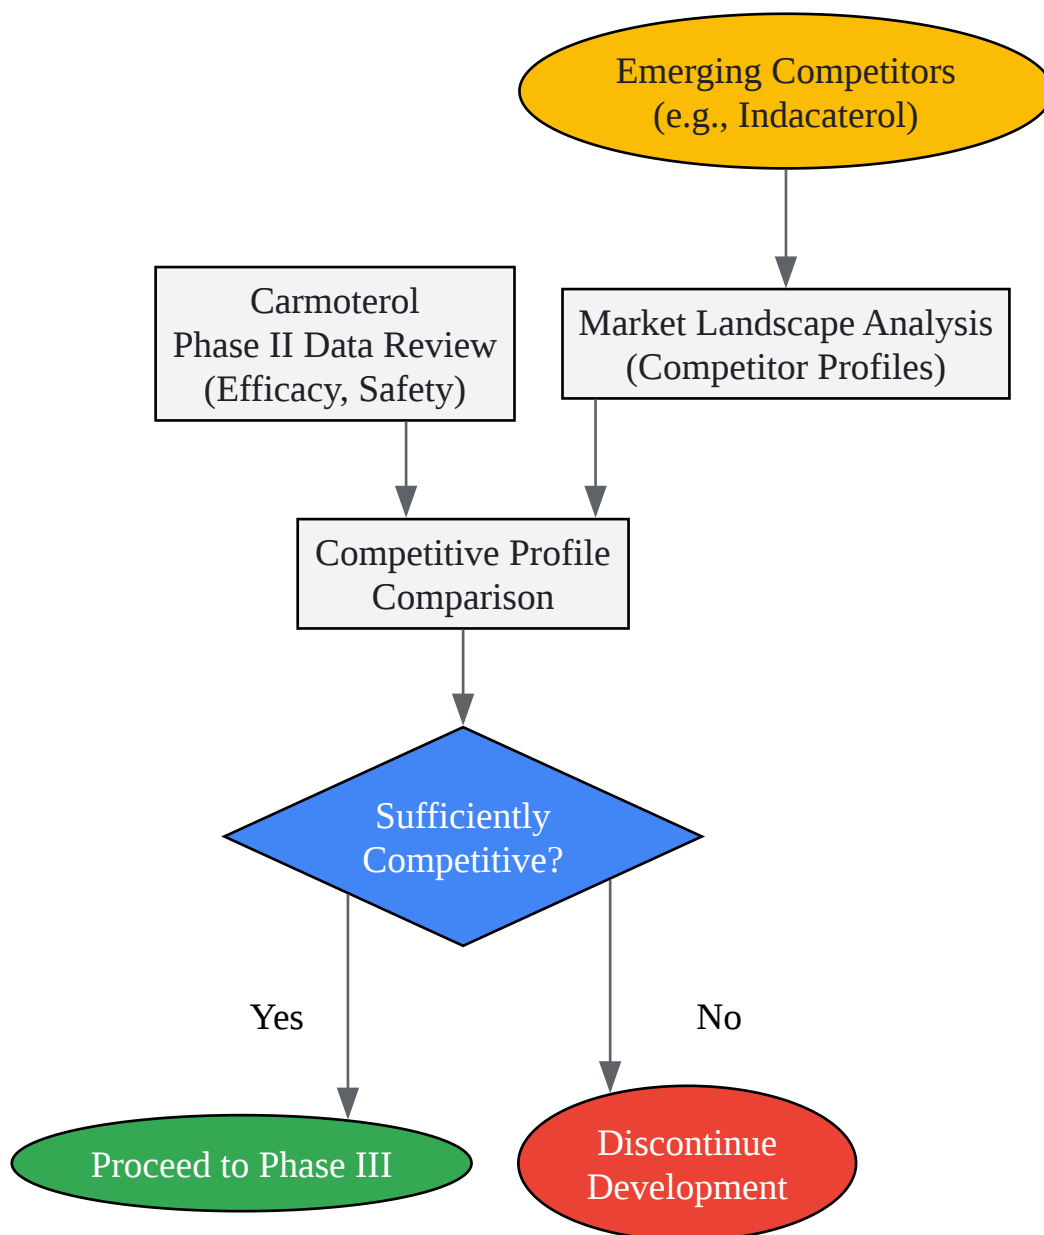 Emerging Competitors
(e.g., Indacaterol)
Carmoterol
Phase II Data Review
(Efficacy, Safety)
Market Landscape Analysis
(Competitor Profiles)
Competitive Profile
Comparison
Sufficiently
Competitive?
Yes
No
Proceed to Phase III
Discontinue
Development